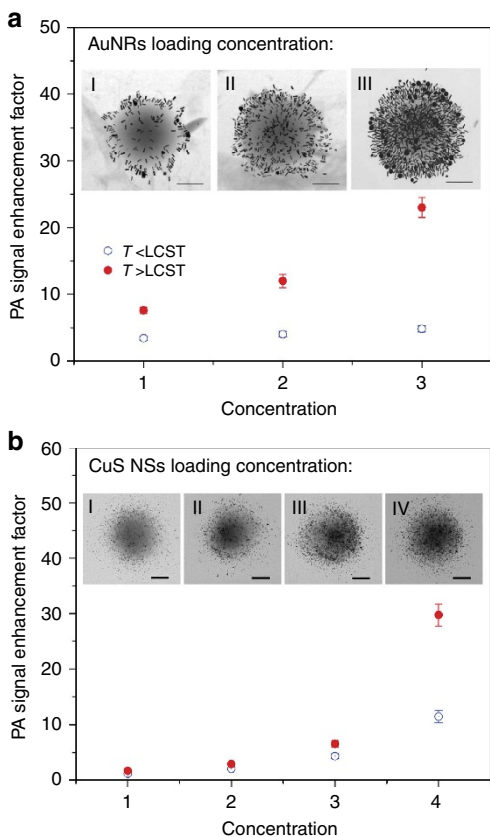 a
AuNRs loading concentration:
I
II
III
T <LCST
T >LCST
50
40
30
20
10
0
1
2
3
PA signal enhancement factor
Concentration
b
CuS NSs loading concentration:
I
II
III
IV
60
50
40
30
20
10
0
1
2
3
4
PA signal enhancement factor
Concentration